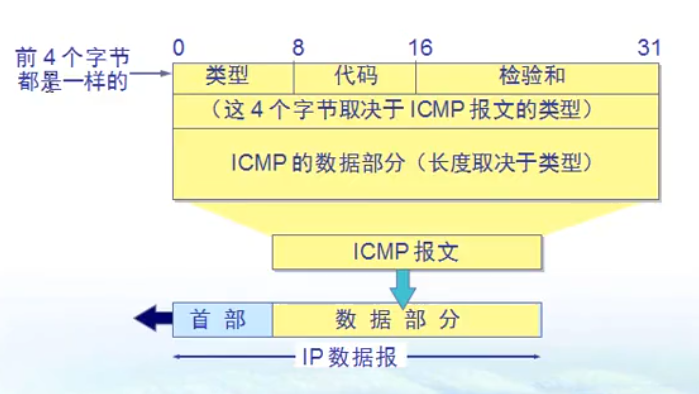 0 8 16 31
前 4 个字节
都是一样的
类型 代码 检验和
(这 4 个字节取决于 ICMP 报文的类型)
ICMP 的数据部分(长度取决于类型)
ICMP 报文
首部 数据部分
IP 数据报